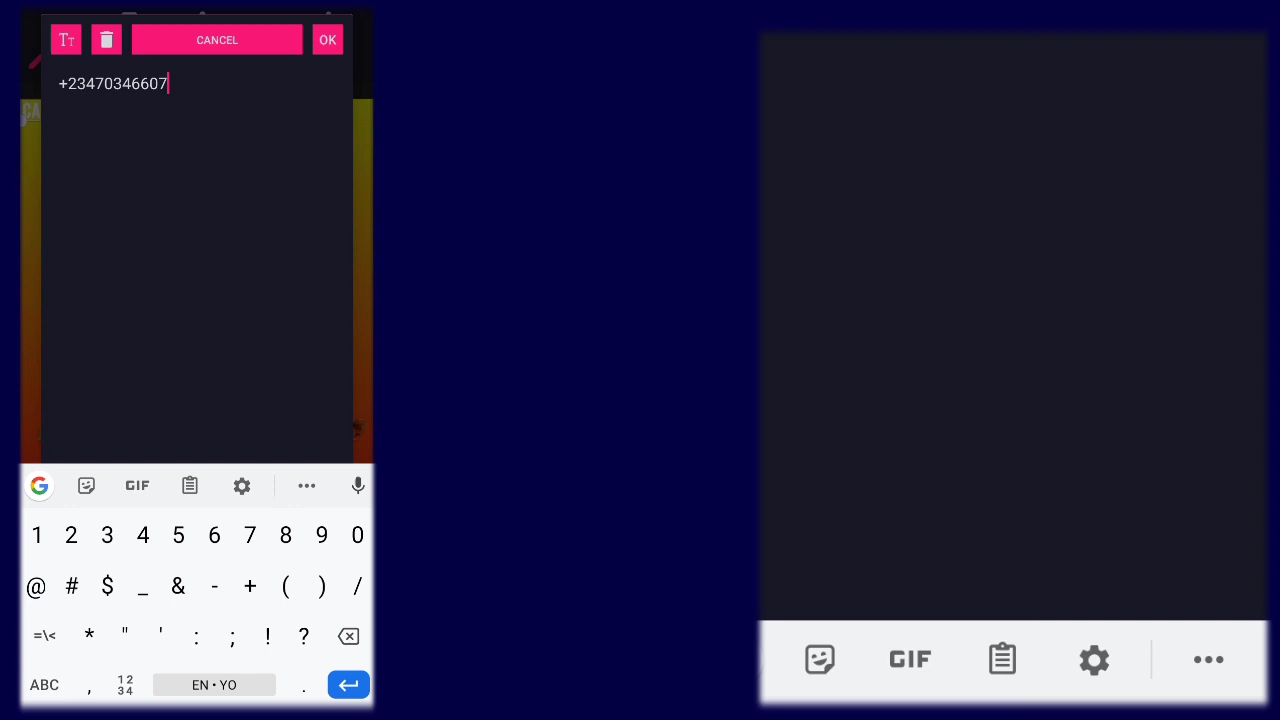 Tт CANCEL OK
+23470346607
CA
G GIF
1 2 3 4 5 6 7 8 9 0
@ # $ _ & - + ( ) /
=\< * " ' : ; ! ?
ABC , 12 34 EN • YO .
GIF